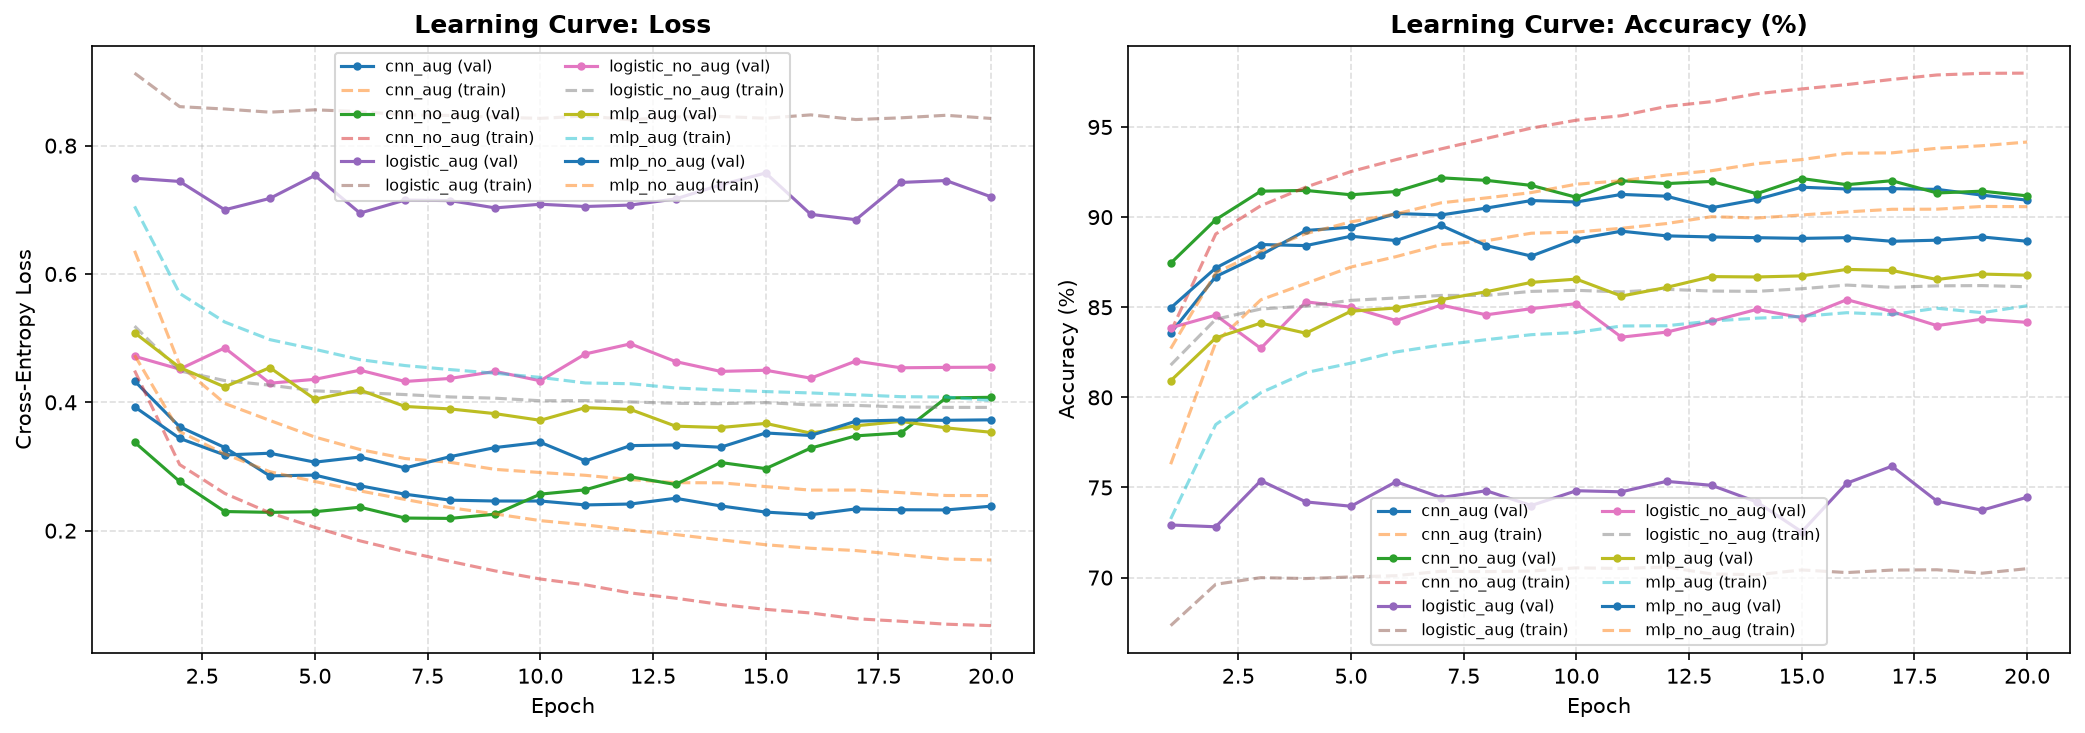 Learning Curve: Loss
cnn_aug (val)
cnn_aug (train)
cnn_no_aug (val)
cnn_no_aug (train)
logistic_aug (val)
logistic_aug (train)
logistic_no_aug (val)
logistic_no_aug (train)
mlp_aug (val)
mlp_aug (train)
mlp_no_aug (val)
mlp_no_aug (train)
Cross-Entropy Loss
0.8
0.6
0.4
0.2
2.5 5.0 7.5 10.0 12.5 15.0 17.5 20.0
Epoch
Learning Curve: Accuracy (%)
Accuracy (%)
95
90
85
80
75
70
cnn_aug (val)
cnn_aug (train)
cnn_no_aug (val)
cnn_no_aug (train)
logistic_aug (val)
logistic_aug (train)
logistic_no_aug (val)
logistic_no_aug (train)
mlp_aug (val)
mlp_aug (train)
mlp_no_aug (val)
mlp_no_aug (train)
2.5 5.0 7.5 10.0 12.5 15.0 17.5 20.0
Epoch